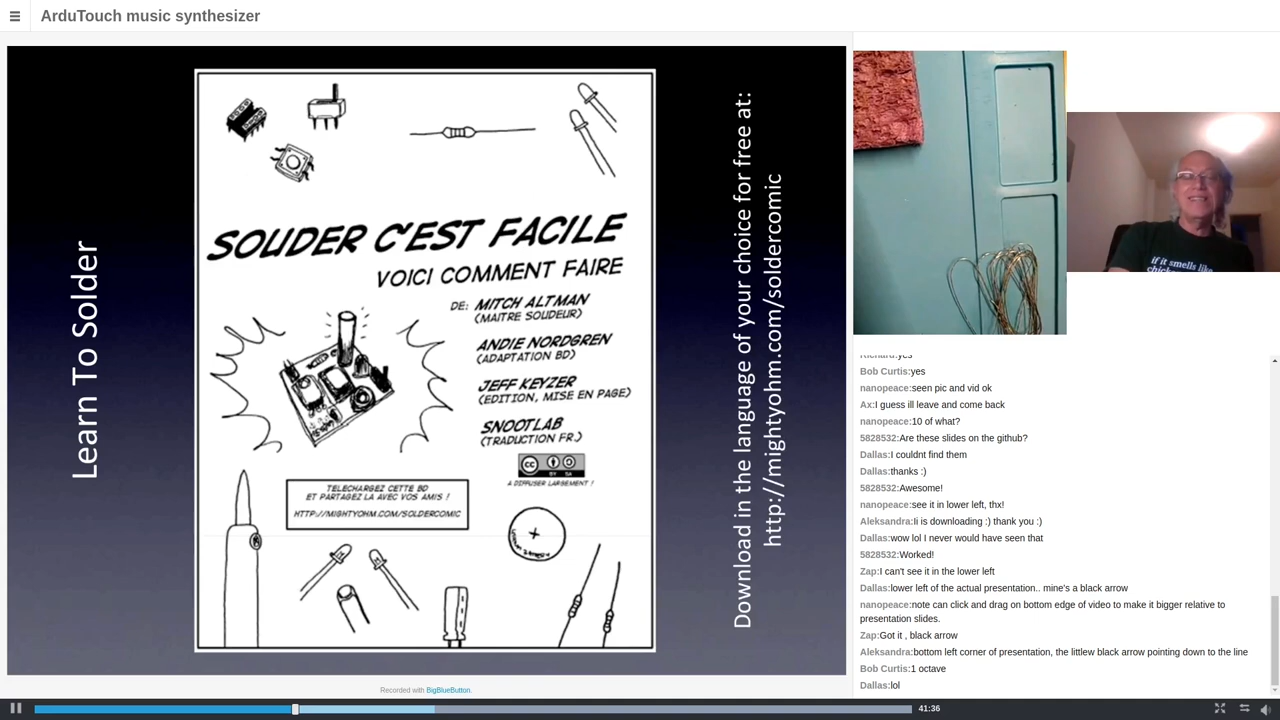 ArduTouch music synthesizer
Learn To Solder
SOUDER C'EST FACILE
VOICI COMMENT FAIRE
DE: MITCH ALTMAN
(MAITRE SOUDEUR)
ANDIE NORDGREN
(ADAPTATION BD)
JEFF KEYZER
(EDITION, MISE EN PAGE)
SNOOTLAB
(TRADUCTION FR.)
CC
BY SA
A DIFFUSER LARGEMENT !
TELECHARGEZ CETTE BD
ET PARTAGEZ LA AVEC VOS AMIS !
HTTP://MIGHTYOHM.COM/SOLDERCOMIC
Download in the language of your choice for free at:
http://mightyohm.com/soldercomic
if it smells like
Richard:yes
Bob Curtis:yes
nanopeace:seen pic and vid ok
Ax:I guess ill leave and come back
nanopeace:10 of what?
5828532:Are these slides on the github?
Dallas:I couldnt find them
Dallas:thanks :)
5828532:Awesome!
nanopeace:see it in lower left, thx!
Aleksandra:Ii is downloading :) thank you :)
Dallas:wow lol I never would have seen that
5828532:Worked!
Zap:I can't see it in the lower left
Dallas:lower left of the actual presentation.. mine's a black arrow
nanopeace:note can click and drag on bottom edge of video to make it bigger relative to
presentation slides.
Zap:Got it , black arrow
Aleksandra:bottom left corner of presentation, the littlew black arrow pointing down to the line
Bob Curtis:1 octave
Dallas:lol
Recorded with BigBlueButton.
41:36